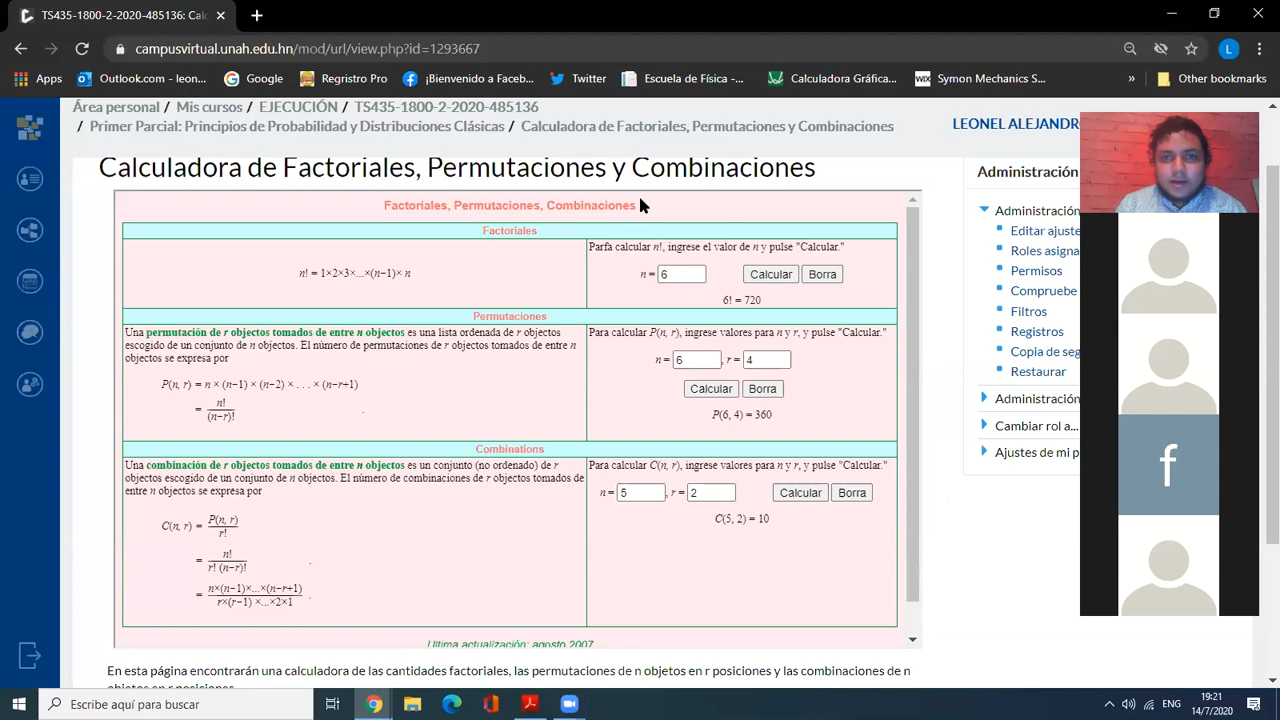 TS435-1800-2-2020-485136: Calc
campusvirtual.unah.edu.hn/mod/url/view.php?id=1293667
L
Apps
Outlook.com - leon...
Google
Registro Pro
¡Bienvenido a Faceb...
Twitter
Escuela de Física -...
Calculadora Gráfica...
WIX
Symon Mechanics S...
»
Other bookmarks
Área personal / Mis cursos / EJECUCIÓN / TS435-1800-2-2020-485136
/ Primer Parcial: Principios de Probabilidad y Distribuciones Clásicas / Calculadora de Factoriales, Permutaciones y Combinaciones
LEONEL ALEJANDR
Calculadora de Factoriales, Permutaciones y Combinaciones
Factoriales, Permutaciones, Combinaciones
Factoriales
n! = 1×2×3×...×(n−1)× n
Parfa calcular n!, ingrese el valor de n y pulse "Calcular."
n = 6 Calcular Borra
6! = 720
Permutaciones
Una permutación de r objectos tomados de entre n objectos es una lista ordenada de r objectos
escogido de un conjunto de n objectos. El número de permutaciones de r objectos tomados de entre n
objectos se expresa por
P(n, r) = n × (n−1) × (n−2) × . . . × (n−r+1)
= n!
(n−r)!
.
Para calcular P(n, r), ingrese valores para n y r, y pulse "Calcular."
n = 6 , r = 4
Calcular Borra
P(6, 4) = 360
Combinations
Una combinación de r objectos tomados de entre n objectos es un conjunto (no ordenado) de r
objectos escogido de un conjunto de n objectos. El número de combinaciones de r objectos tomados de
entre n objectos se expresa por
C(n, r) = P(n, r)
r!
= n!
r! (n−r)!
.
= n×(n−1)×...×(n−r+1)
r×(r−1) ×...×2×1
.
Para calcular C(n, r), ingrese valores para n y r, y pulse "Calcular."
n = 5 , r = 2 Calcular Borra
C(5, 2) = 10
Ultima actualización: agosto 2007
En esta página encontrarán una calculadora de las cantidades factoriales, las permutaciones de n objetos en r posiciones y las combinaciones de n
objetos en r posiciones
Administración
Administración
Editar ajuste
Roles asigna
Permisos
Compruebe
Filtros
Registros
Copia de seg
Restaurar
Administración
Cambiar rol a...
Ajustes de mi p
f
Escribe aquí para buscar
ENG
19:21
14/7/2020